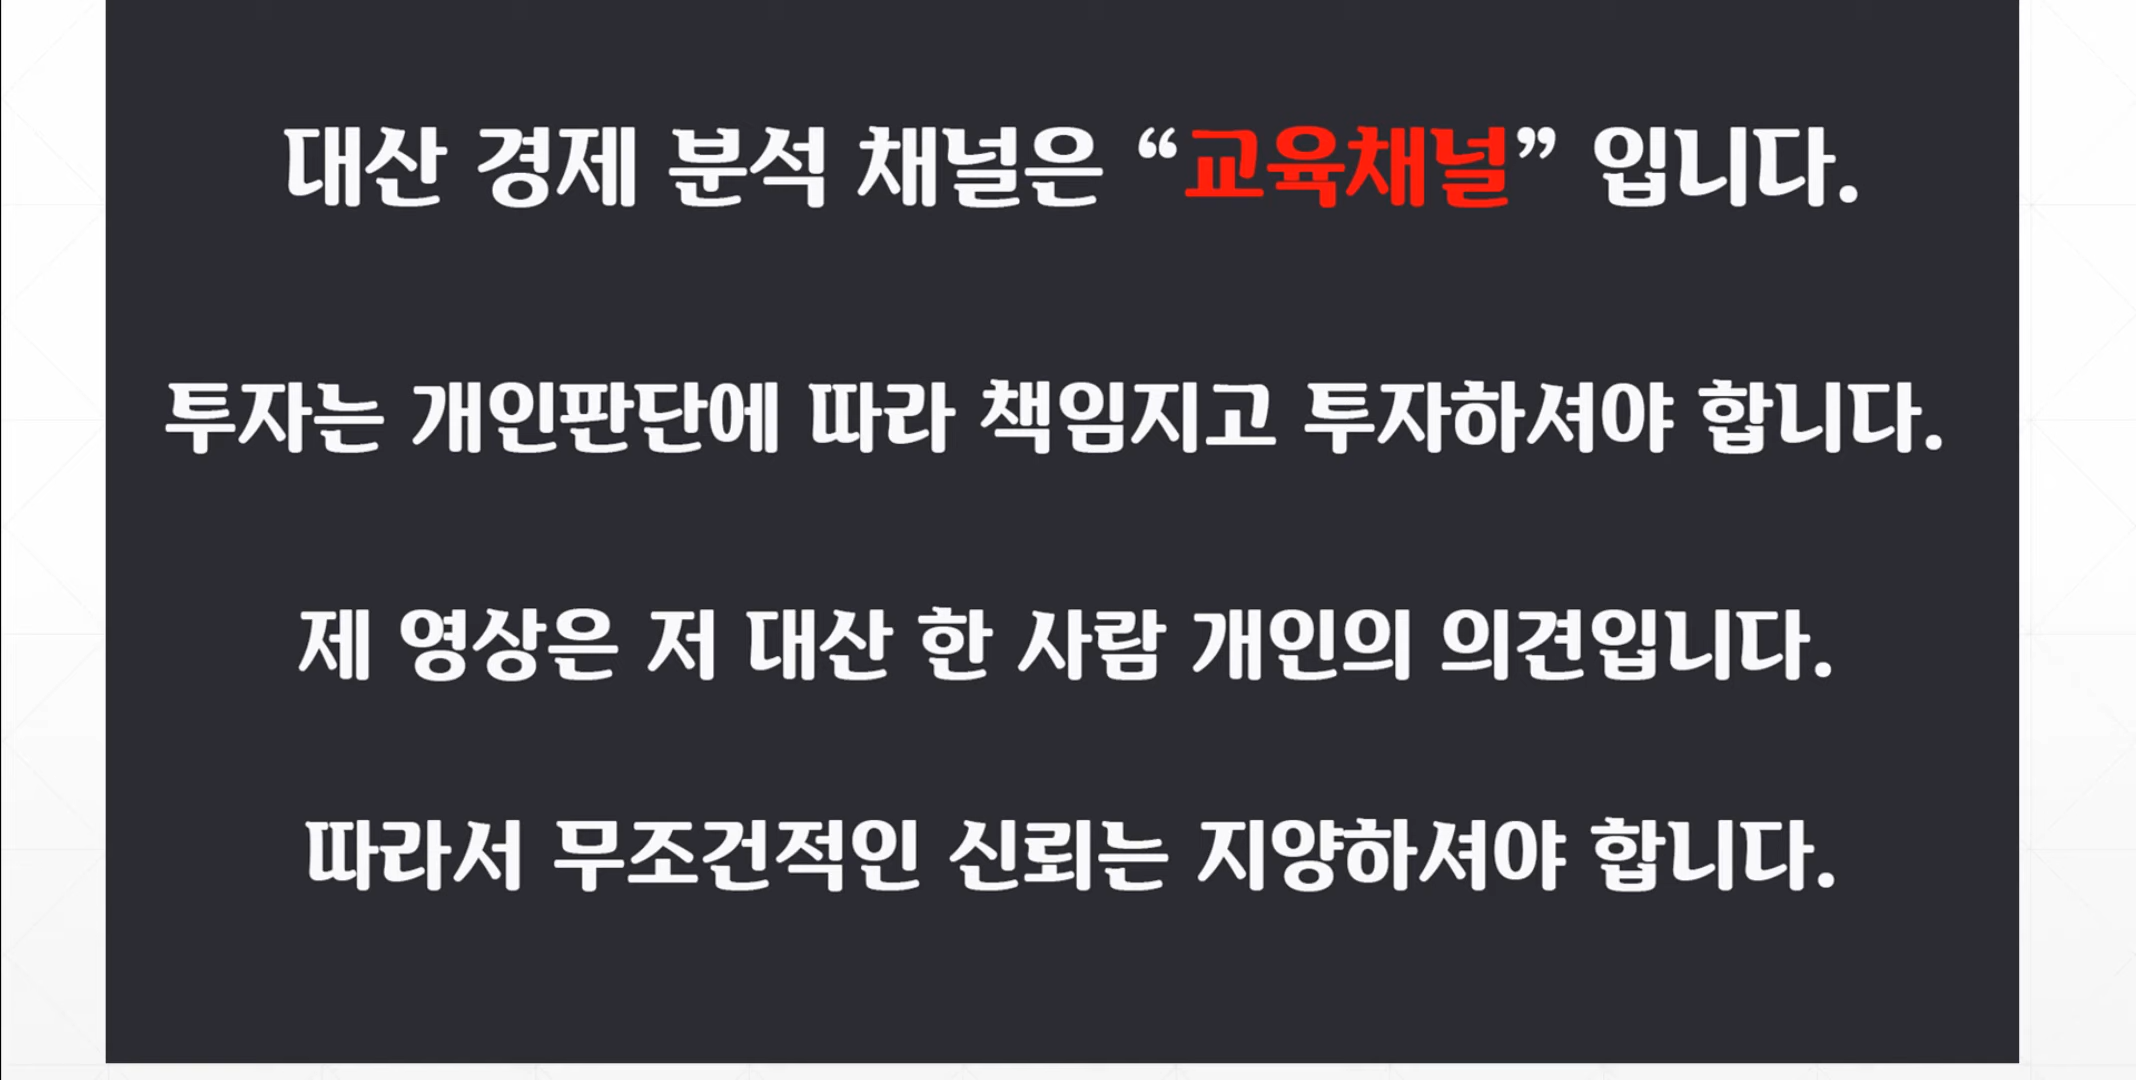 대산 경제 분석 채널은 “교육채널” 입니다.
투자는 개인판단에 따라 책임지고 투자하셔야 합니다.
제 영상은 저 대산 한 사람 개인의 의견입니다.
따라서 무조건적인 신뢰는 지양하셔야 합니다.